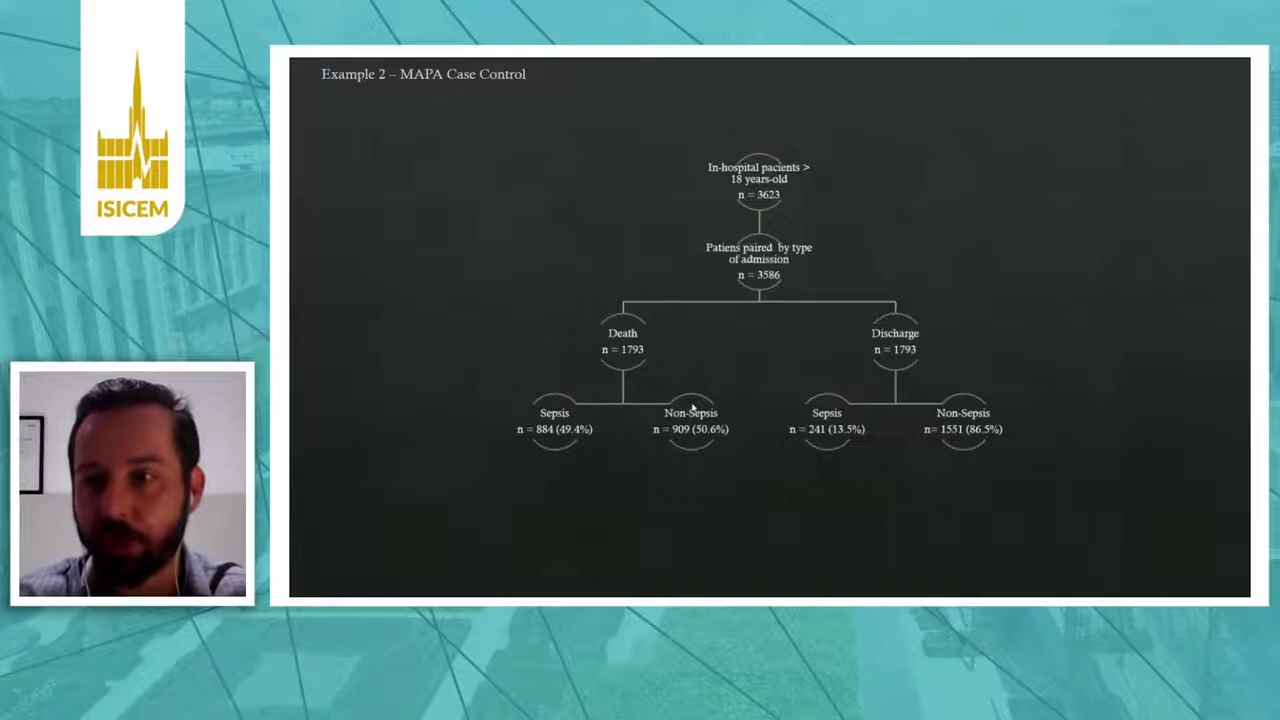 ISICEM
Example 2 – MAPA Case Control
In-hospital pacients >
18 years-old
n = 3623
Patiens paired by type
of admission
n = 3586
Death
n = 1793
Discharge
n = 1793
Sepsis
n = 884 (49.4%)
Non-Sepsis
n = 909 (50.6%)
Sepsis
n = 241 (13.5%)
Non-Sepsis
n= 1551 (86.5%)